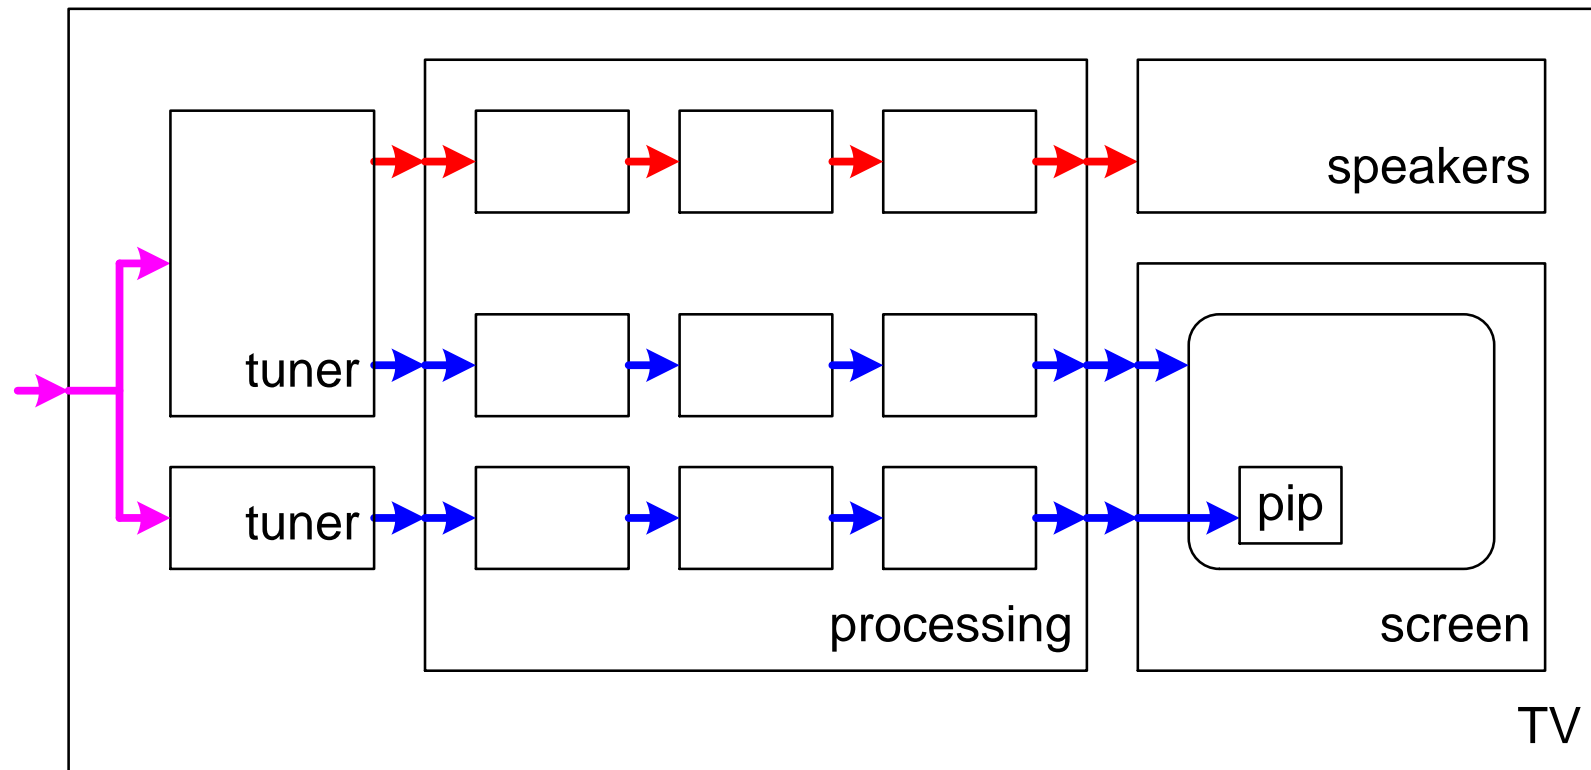 speakers
tuner
tuner
pip
processing
screen
TV